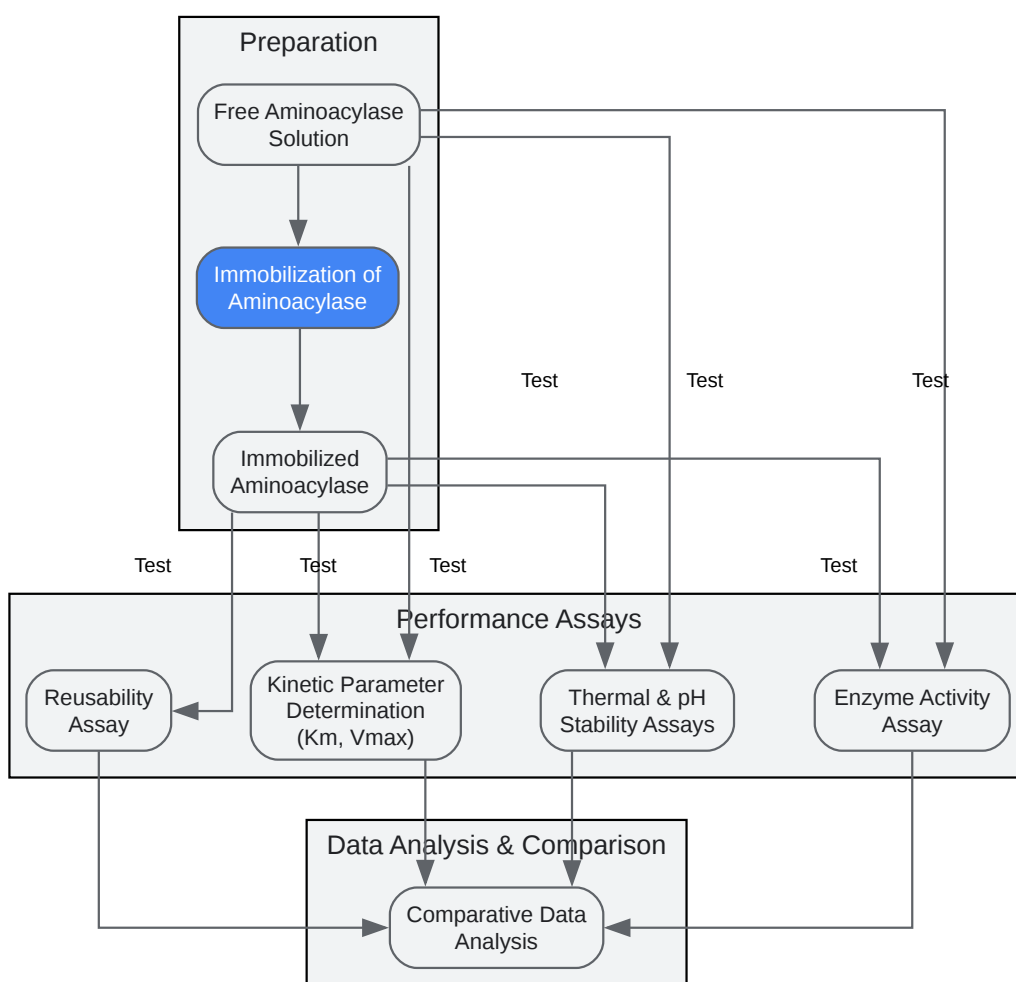 Preparation
Free Aminoacylase
Solution
Immobilization of
Aminoacylase
Test
Test
Test
Immobilized
Aminoacylase
Test
Test
Test
Test
Performance Assays
Reusability
Assay
Kinetic Parameter
Determination
(Km, Vmax)
Thermal & pH
Stability Assays
Enzyme Activity
Assay
Data Analysis & Comparison
Comparative Data
Analysis